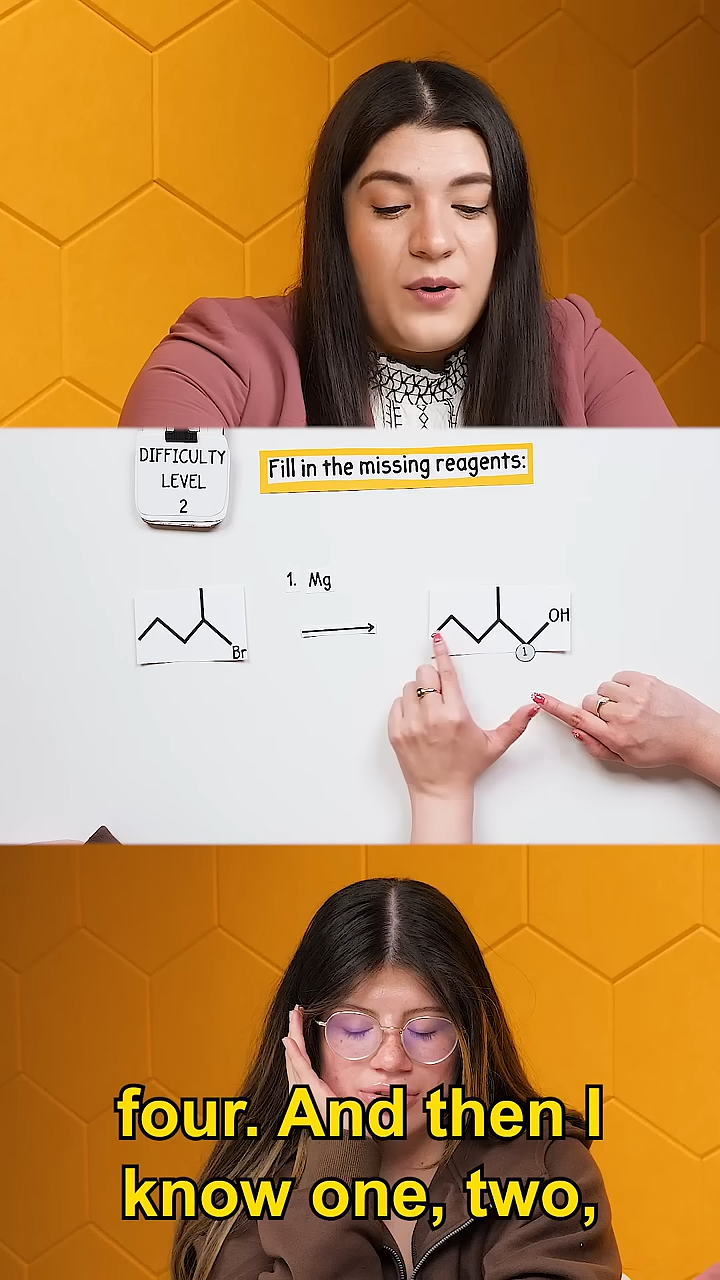 DIFFICULTY
LEVEL
2
Fill in the missing reagents:
1. Mg
Br
OH
1
four. And then I
know one, two,